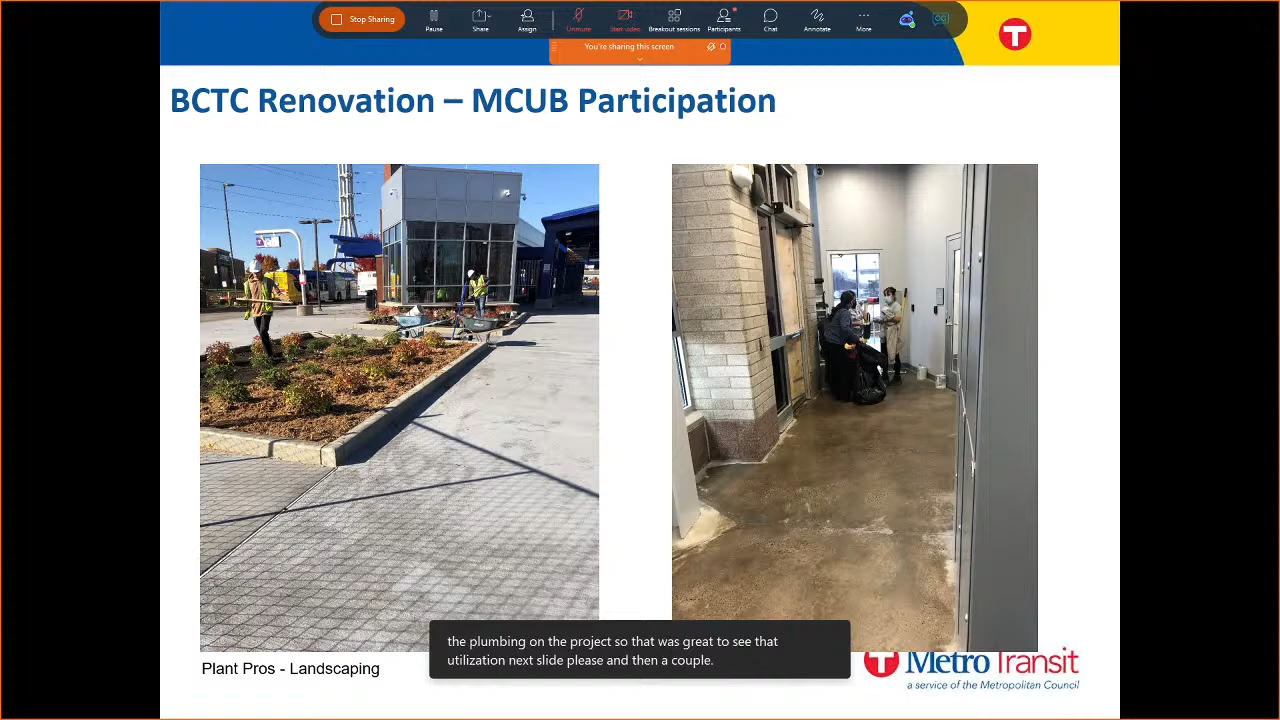 Stop Sharing
Pause
Share
Assign
Unmute
Start video
Breakout sessions
Participants
Chat
Annotate
More
CC
You're sharing this screen
T
BCTC Renovation – MCUB Participation
the plumbing on the project so that was great to see that
utilization next slide please and then a couple.
Plant Pros - Landscaping
T Metro Transit
a service of the Metropolitan Council